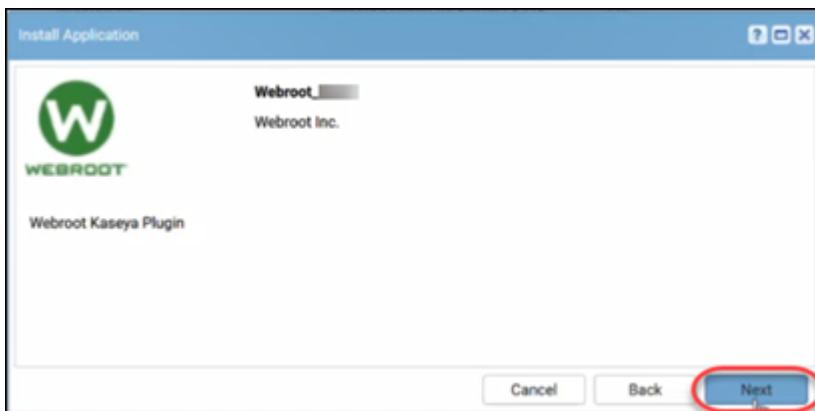 Install Application
W
WEBROOT
Webroot_
Webroot Inc.
Webroot Kaseya Plugin
Cancel Back Next